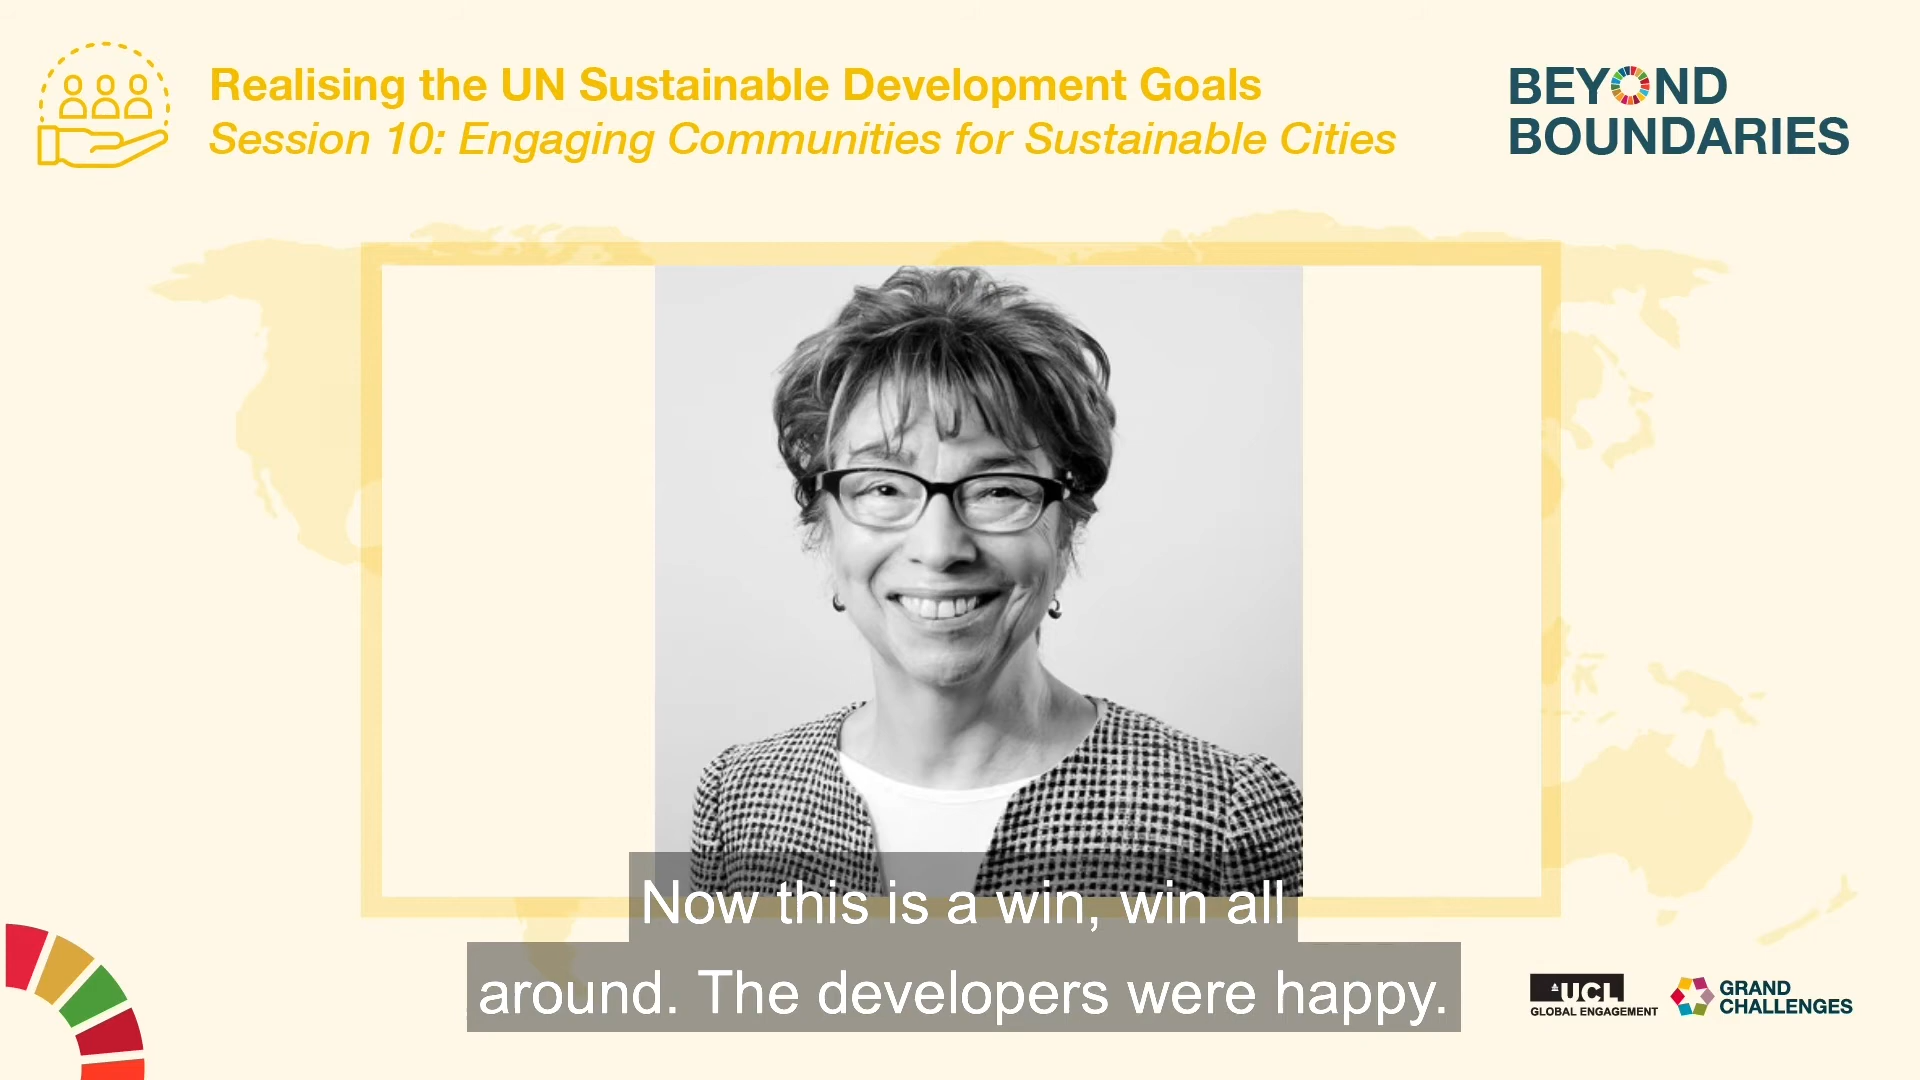 Realising the UN Sustainable Development Goals
Session 10: Engaging Communities for Sustainable Cities
BEYOND
BOUNDARIES
Now this is a win, win all
around. The developers were happy.
UCL
GLOBAL ENGAGEMENT
GRAND
CHALLENGES